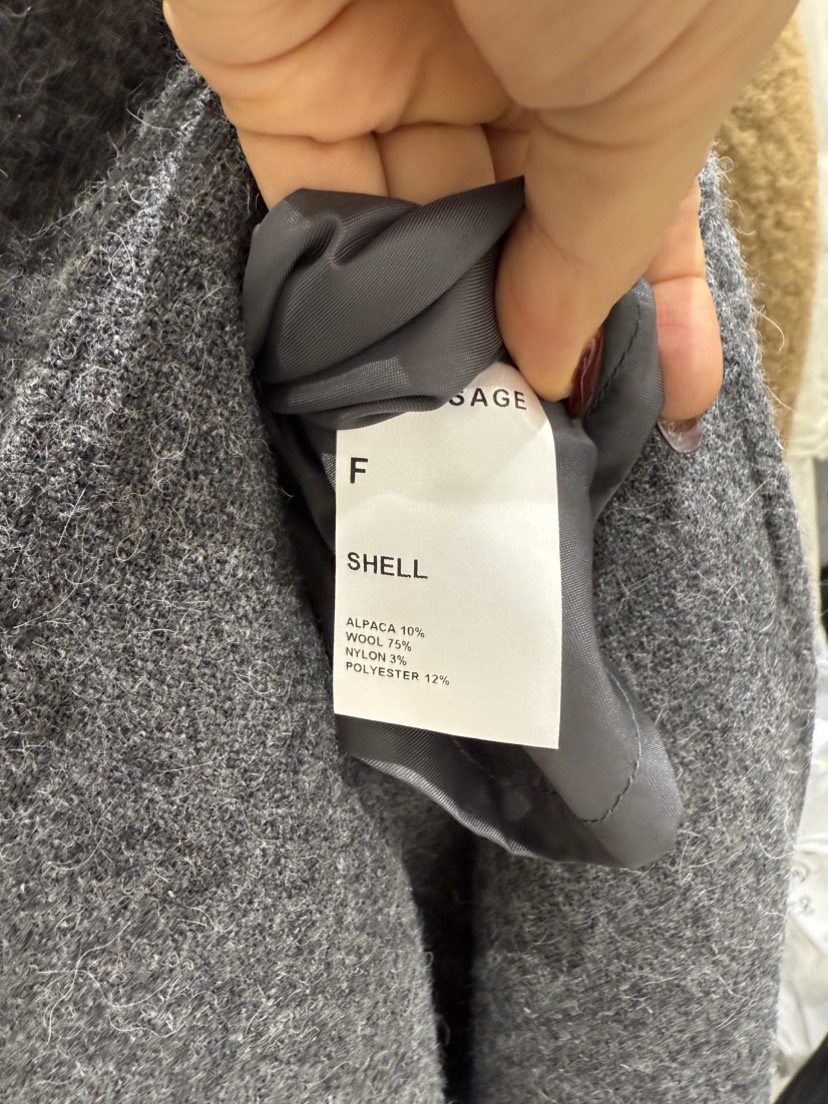 SAGE
F
SHELL
ALPACA 10%
WOOL 75%
NYLON 3%
POLYESTER 12%